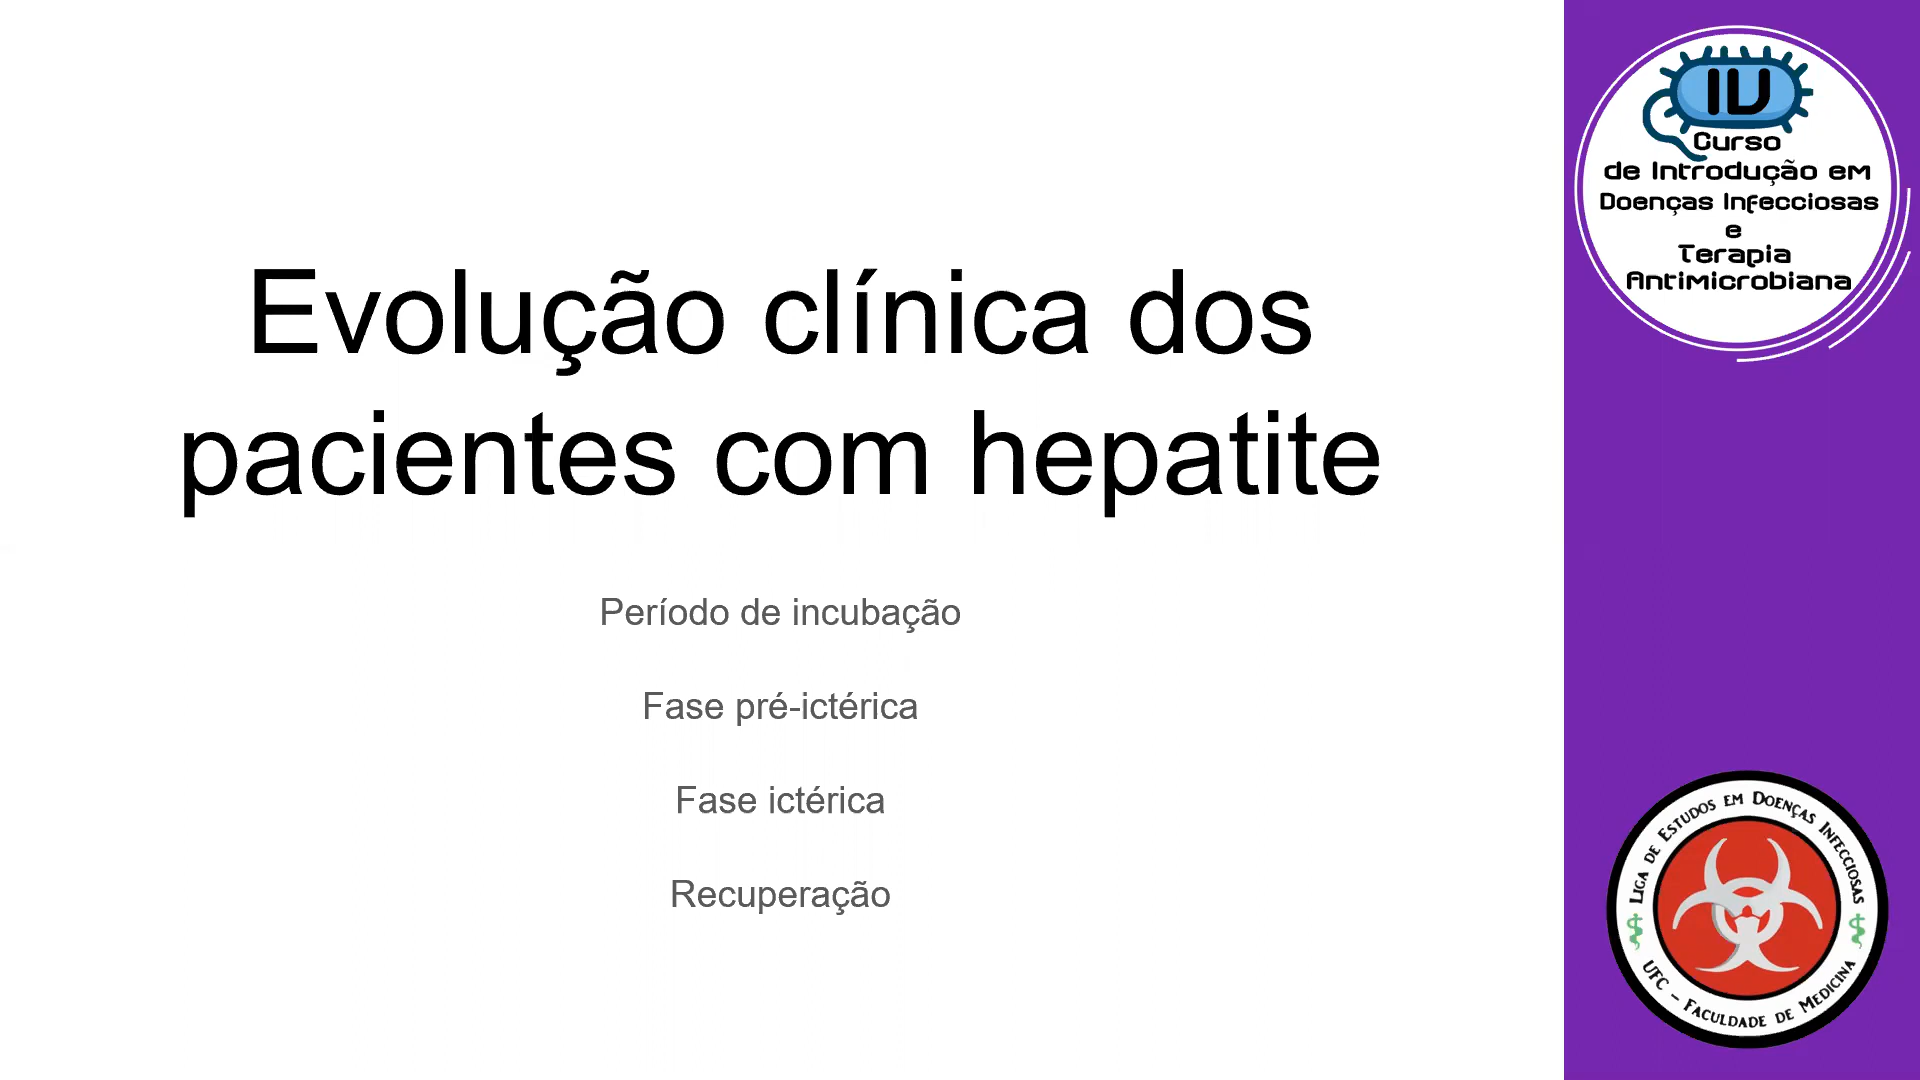 Evolução clínica dos
pacientes com hepatite
Período de incubação
Fase pré-ictérica
Fase ictérica
Recuperação
IV
Curso
de Introdução em
Doenças Infecciosas
e
Terapia
Antimicrobiana
Liga de Estudos em Doenças Infecciosas
UFC - Faculdade de Medicina